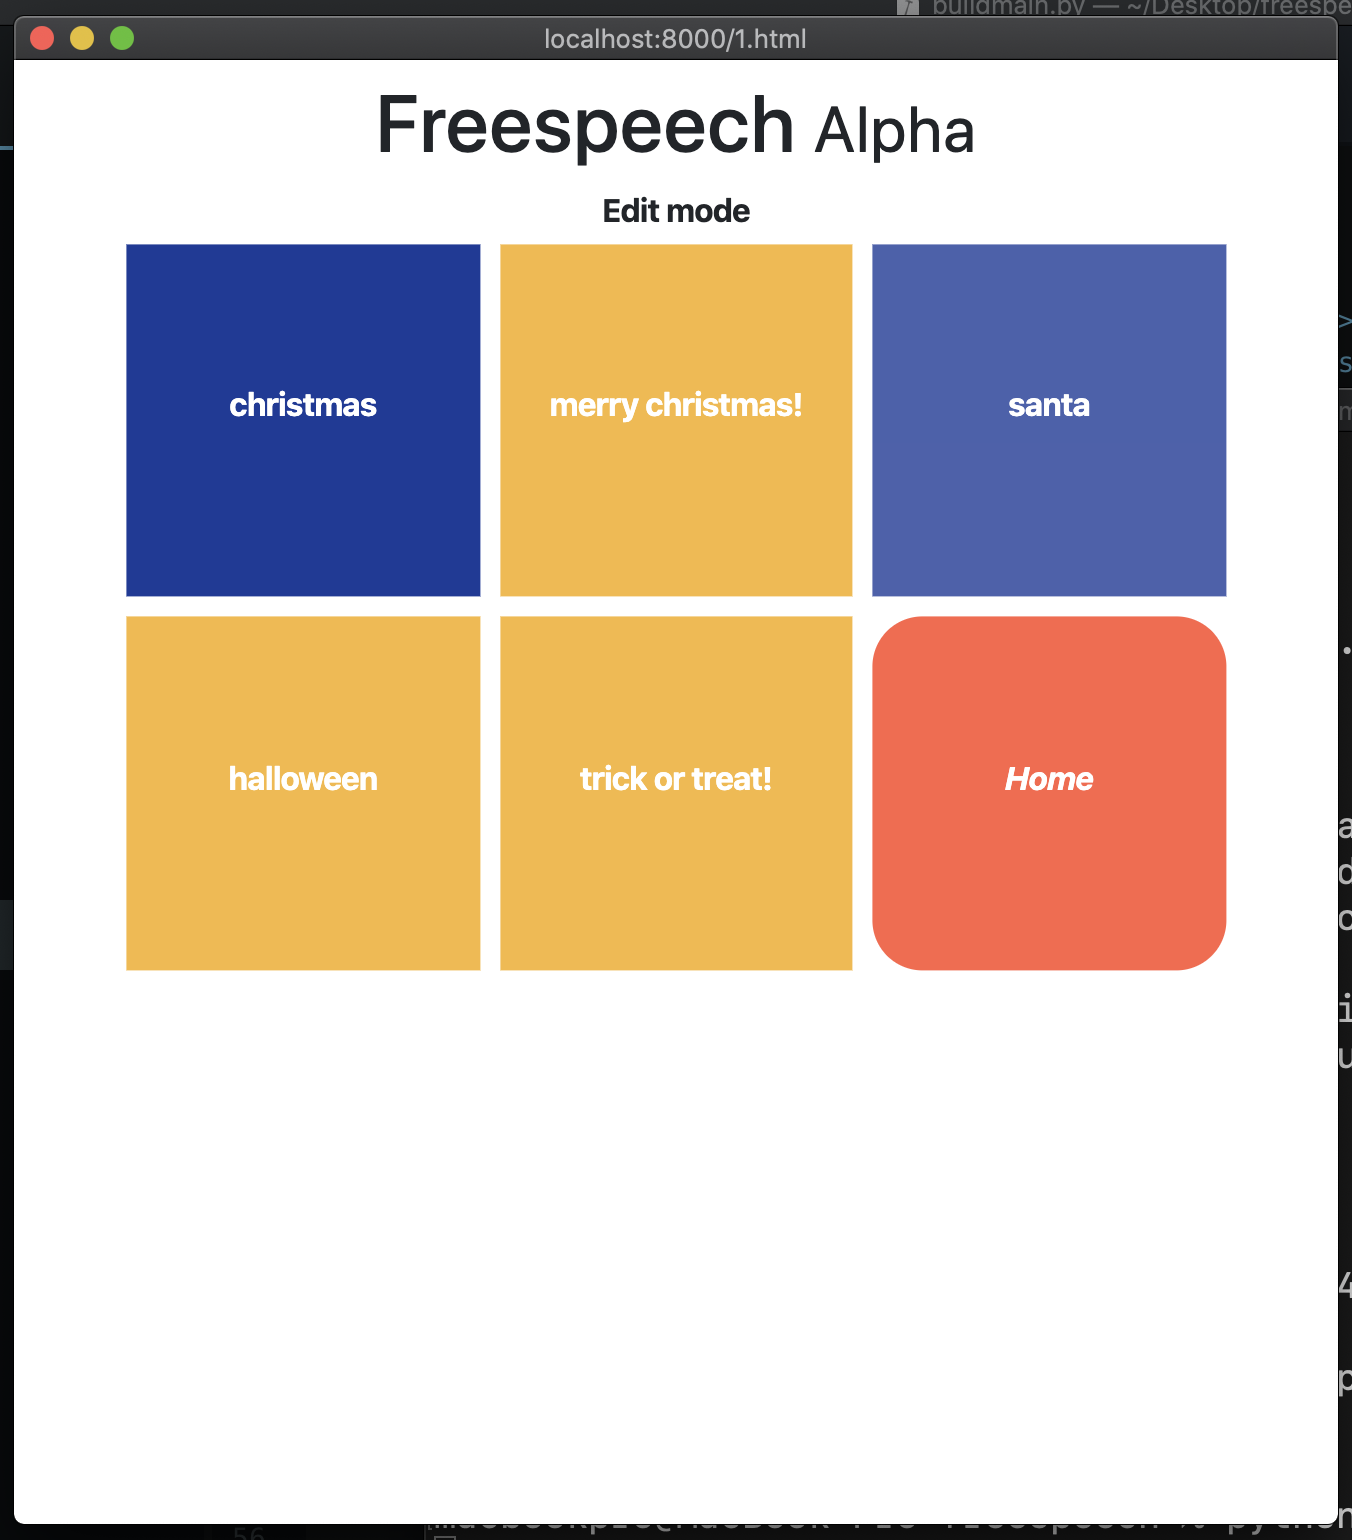 buildmain.py — ~/Desktop/freespe
localhost:8000/1.html
Freespeech Alpha
Edit mode
christmas
merry christmas!
santa
halloween
trick or treat!
Home
56